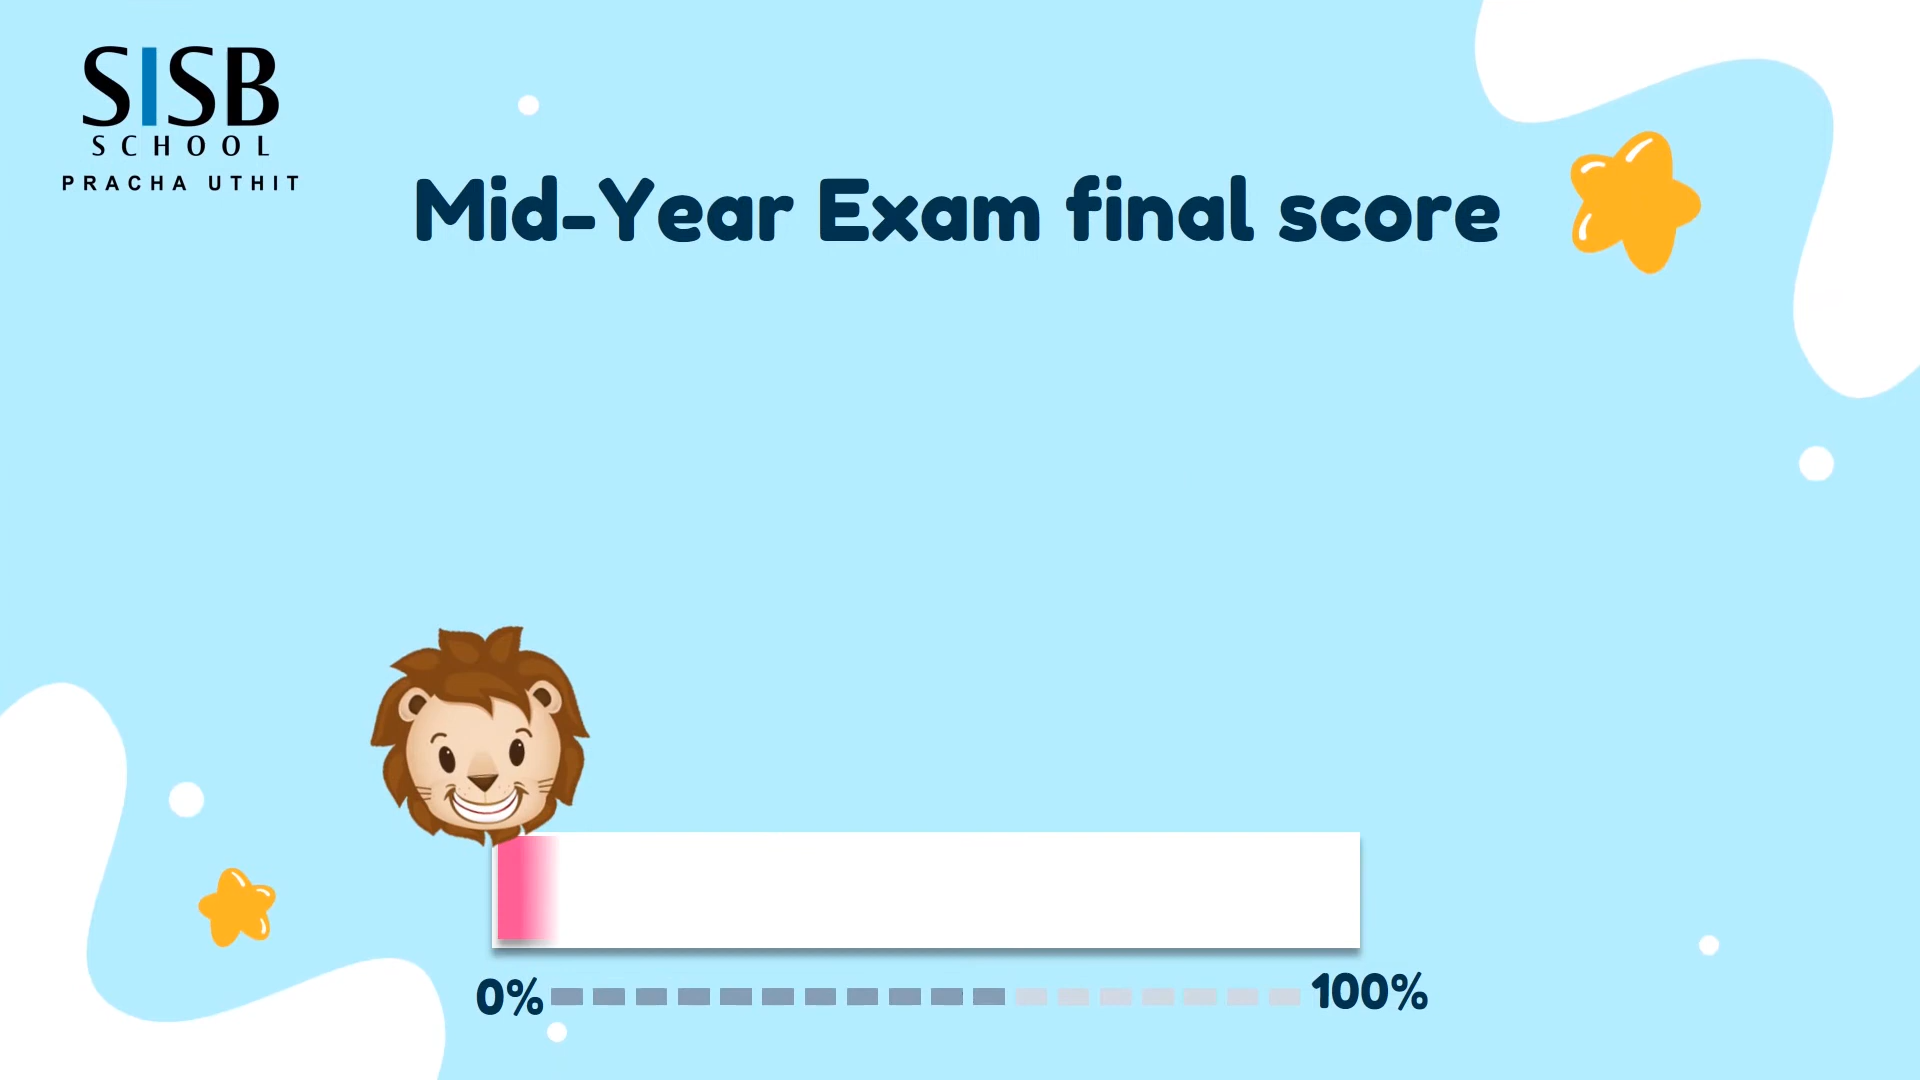 SISB
SCHOOL
PRACHA UTHIT
Mid-Year Exam final score
0%
100%